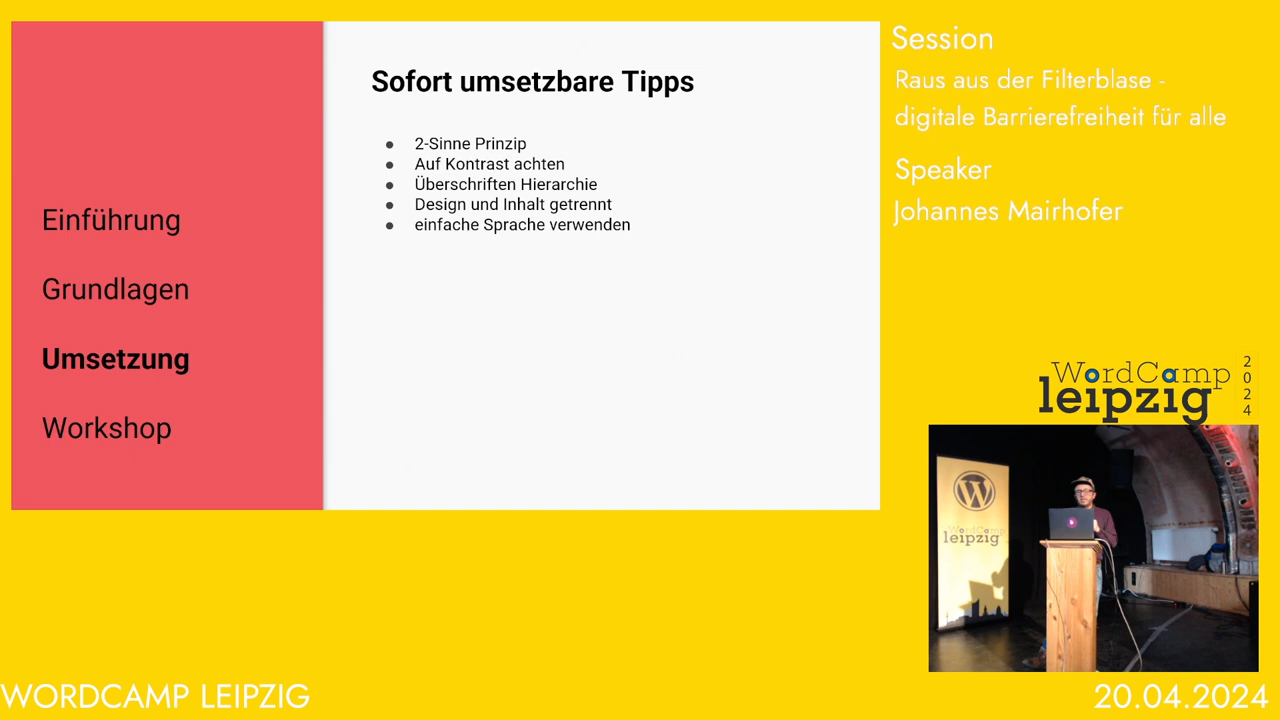 Sofort umsetzbare Tipps
2-Sinne Prinzip
Auf Kontrast achten
Überschriften Hierarchie
Design und Inhalt getrennt
einfache Sprache verwenden
Einführung
Grundlagen
Umsetzung
Workshop
Session
Raus aus der Filterblase -
digitale Barrierefreiheit für alle
Speaker
Johannes Mairhofer
WordCamp
leipzig
2024
WordCamp
leipzig
WORDCAMP LEIPZIG
20.04.2024